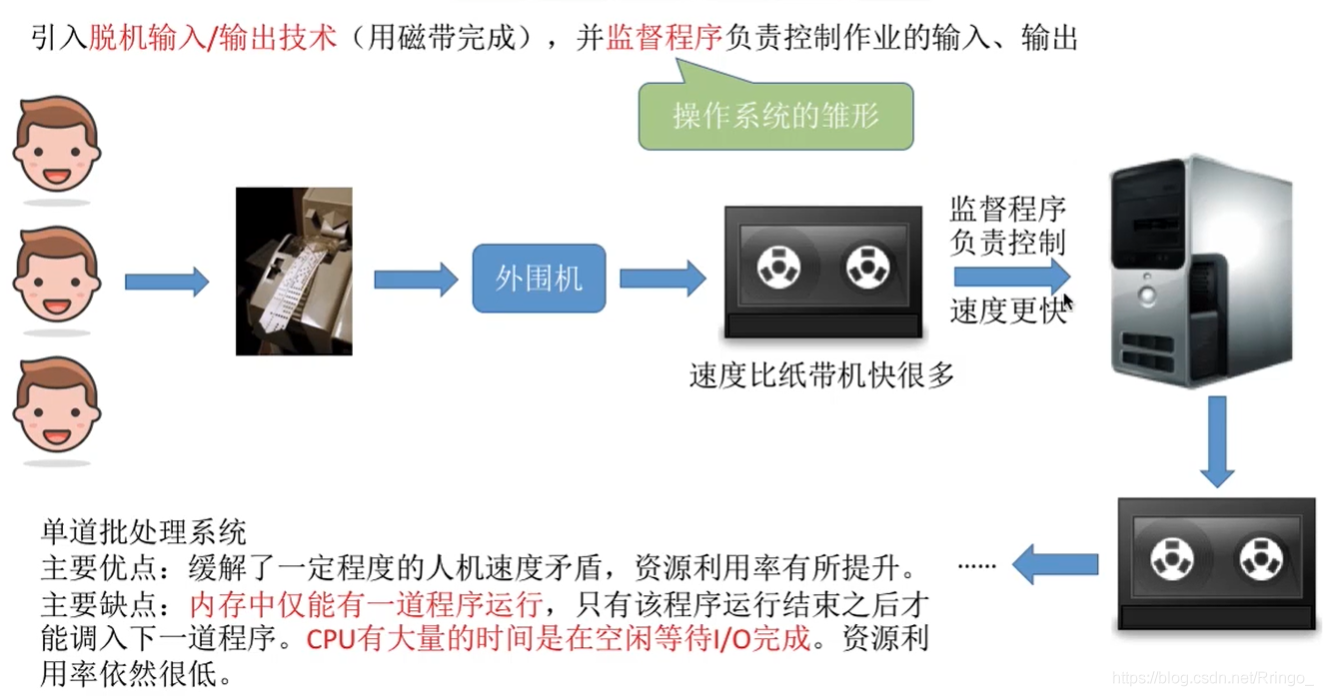 引入脱机输入/输出技术（用磁带完成），并监督程序负责控制作业的输入、输出
操作系统的雏形
监督程序
负责控制
外围机
速度更快
速度比纸带机快很多
单道批处理系统
主要优点：缓解了一定程度的人机速度矛盾，资源利用率有所提升。
······
主要缺点：内存中仅能有一道程序运行，只有该程序运行结束之后才
能调入下一道程序。CPU有大量的时间是在空闲等待I/O完成。资源利
用率依然很低。
https://blog.csdn.net/Rringo_